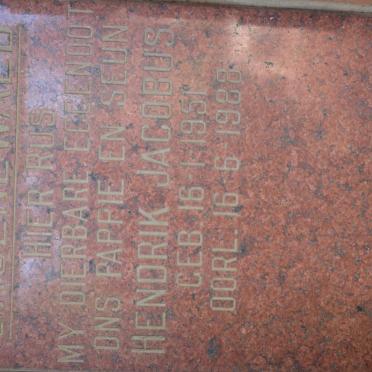 HIER RUS
MY DIERBARE EGGENOOT
ONS PAPPIE EN SEUN
HENDRIK JACOBUS
GEB. 16-1-1951
OORL. 16-6-1988